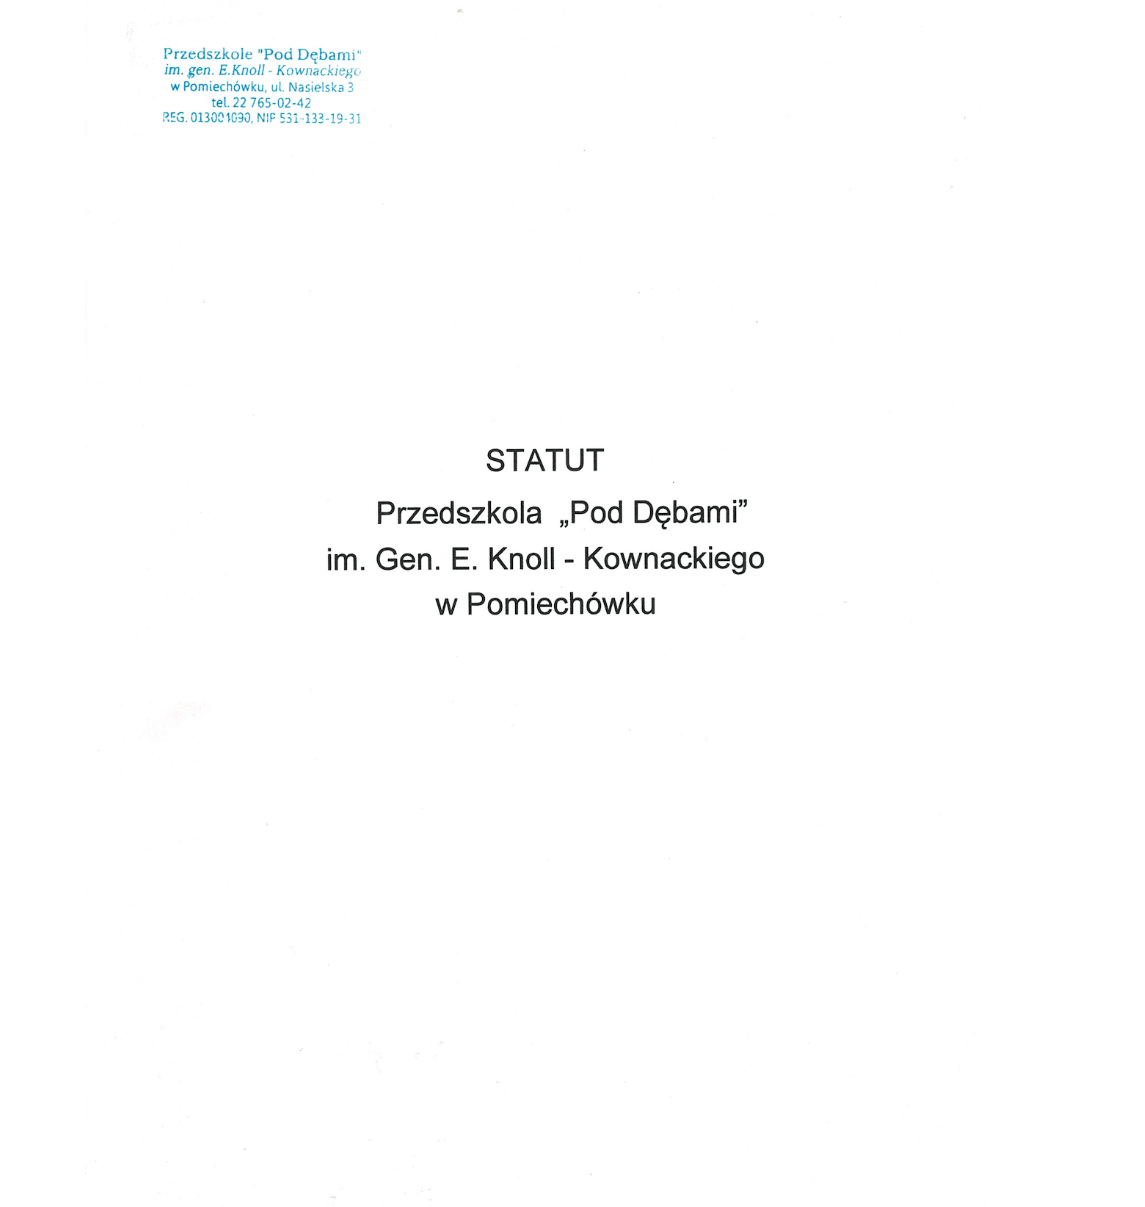 Przedszkole "Pod Dębami"
im. gen. E.Knoll - Kownackiego
w Pomiechówku, ul. Nasielska 3
tel. 22 765-02-42
REG. 013001090, NIP 531-133-19-31
STATUT
Przedszkola „Pod Dębami”
im. Gen. E. Knoll - Kownackiego
w Pomiechówku